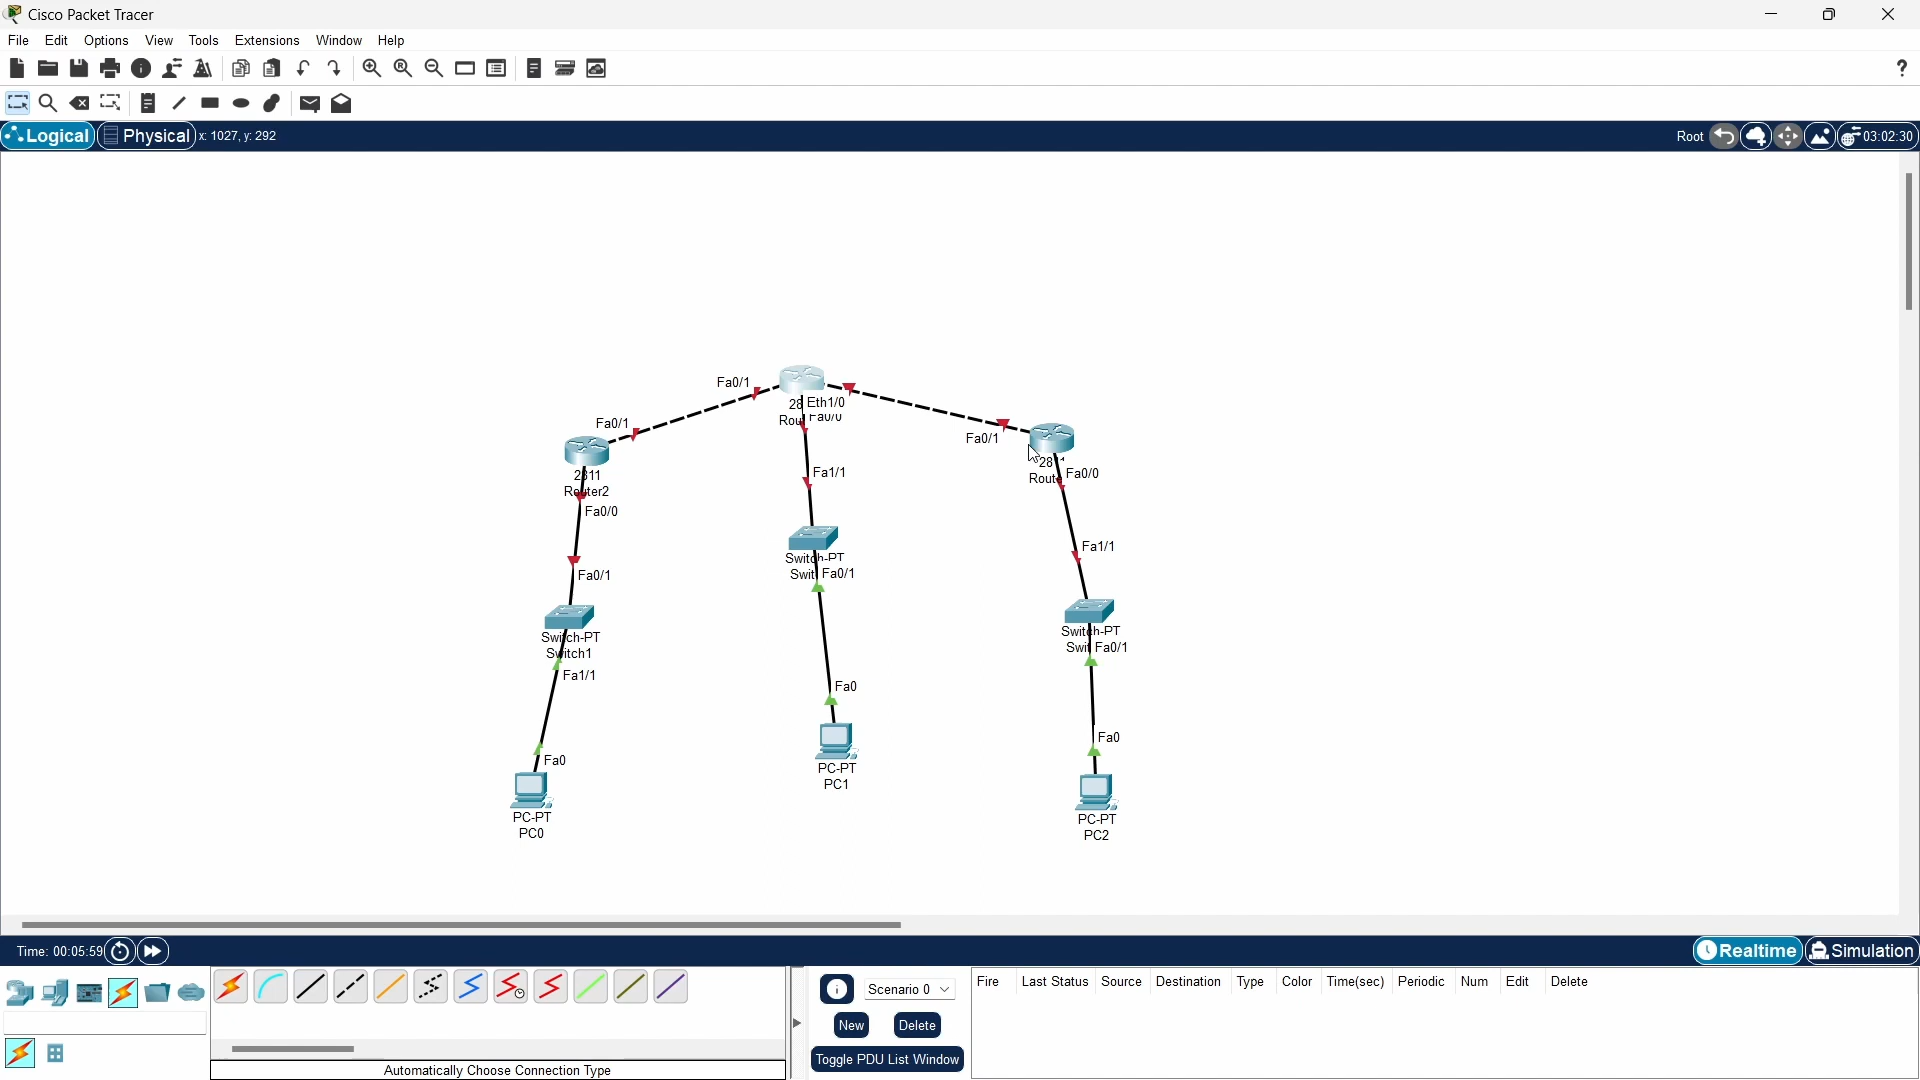 Cisco Packet Tracer
File Edit Options View Tools Extensions Window Help
Logical Physical x: 1027, y: 292 Root 03:02:30
Fa0/1
Eth1/0
Fa0/0
Fa0/1
Fa0/1
2811
Router2
Fa0/0
Fa1/1
Fa0/0
Fa0/1
Switch-PT
Fa0/1
Fa1/1
Switch-PT
Switch1
Fa1/1
Switch-PT
Fa0/1
Fa0
PC-PT
PC1
Fa0
Fa0
PC-PT
PC0
PC-PT
PC2
Time: 00:05:59 Realtime Simulation
Scenario 0
New Delete
Toggle PDU List Window
Fire Last Status Source Destination Type Color Time(sec) Periodic Num Edit Delete
Automatically Choose Connection Type